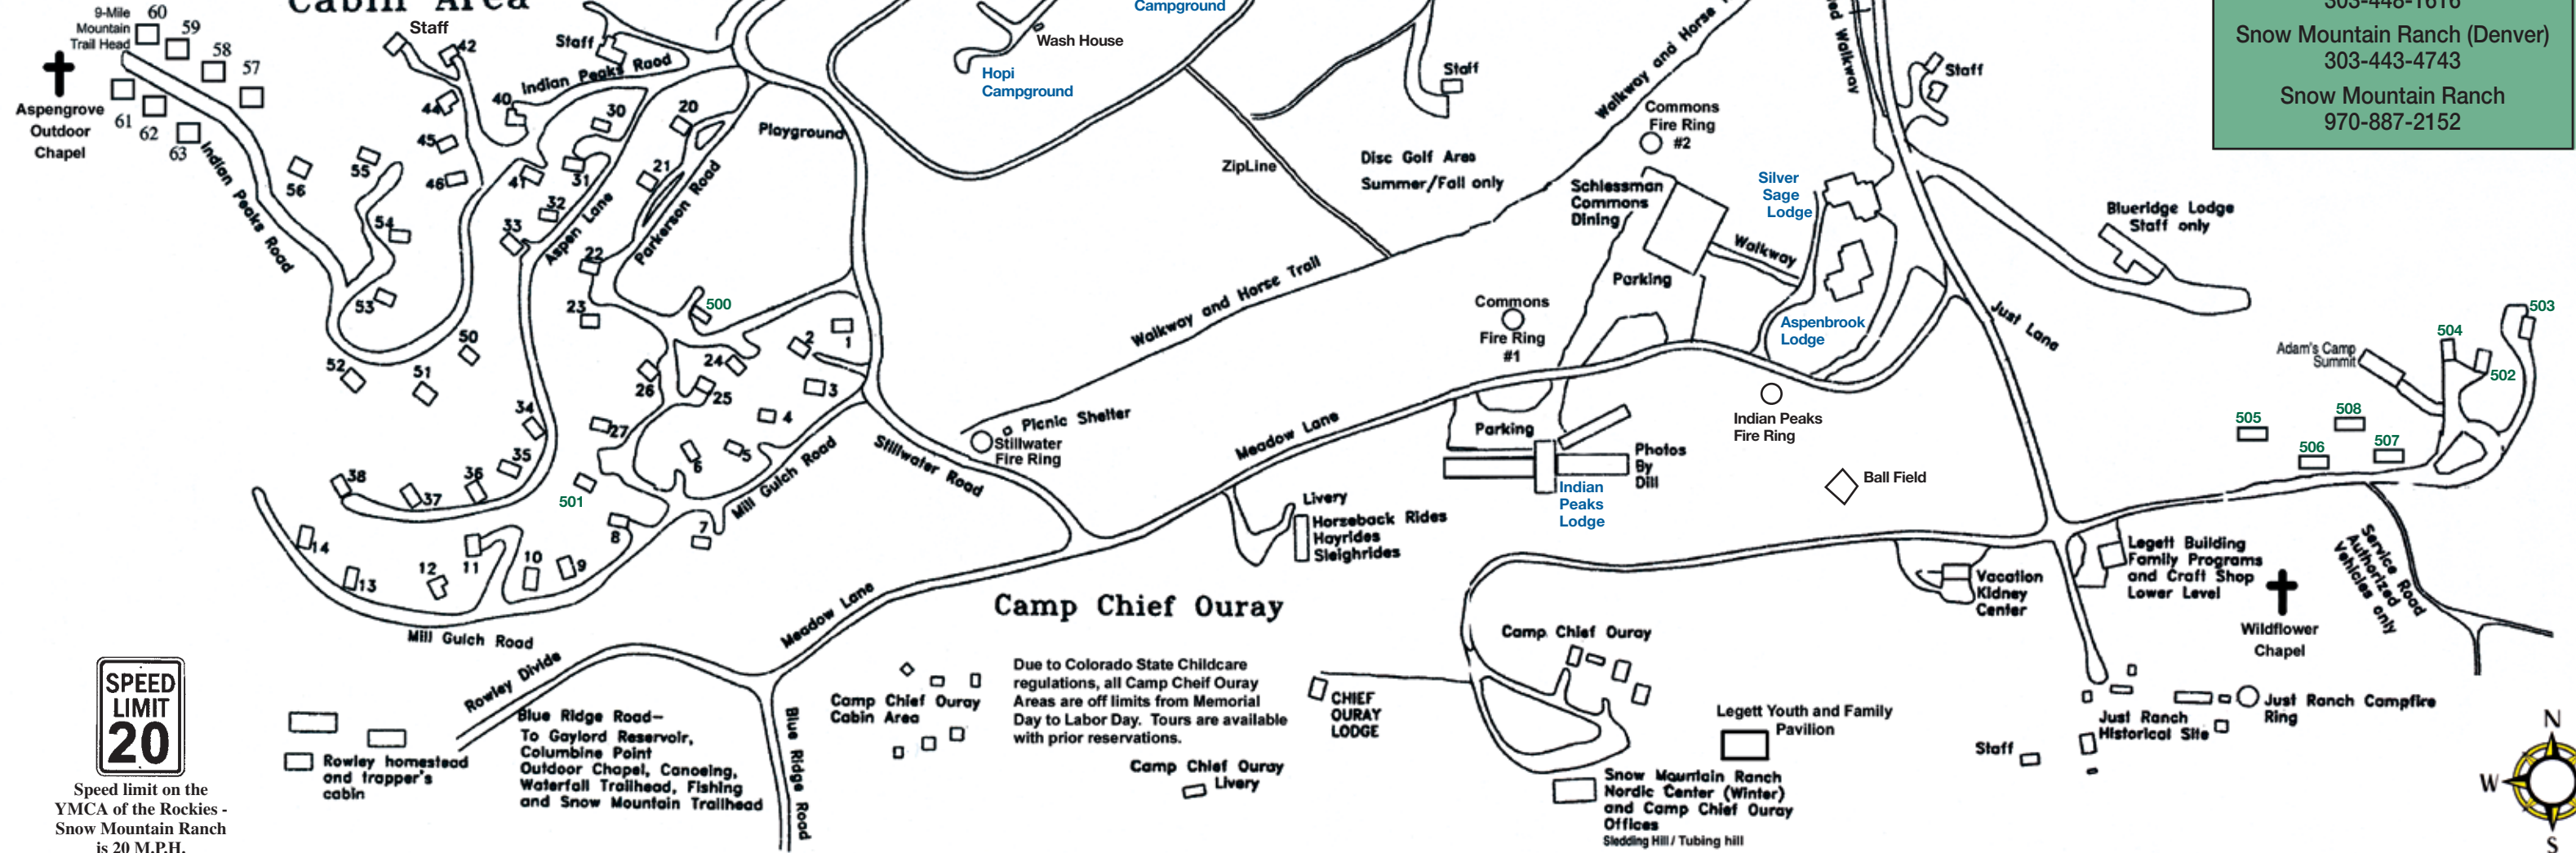 Cabin Area
9-Mile
Mountain
Trail Head
60
59
58
57
61
62
63
Aspengrove
Outdoor
Chapel
Indian Peaks Road
56
55
54
53
52
51
50
Staff
42
44
45
46
40
41
Staff
Indian Peaks Raod
30
31
32
33
Aspen Lane
20
21
22
23
Parkerson Road
Playground
500
24
25
26
27
2
1
3
4
5
6
7
8
9
10
11
12
13
14
34
35
36
37
38
501
Mill Gulch Road
Mill Gulch Road
Stillwater Road
Campground
Wash House
Hopi
Campground
ZipLine
Staff
Disc Golf Area
Summer/Fall only
Walkway and Horse
Walkway and Horse Trail
Picnic Shelter
Stillwater
Fire Ring
Meadow Lane
Meadow Lane
Commons
Fire Ring
#2
Schlessman
Commons
Dining
Parking
Walkway
Silver
Sage
Lodge
Walkway
Staff
Aspenbrook
Lodge
Commons
Fire Ring
#1
Parking
Photos
By
Dill
Indian
Peaks
Lodge
Indian Peaks
Fire Ring
Ball Field
Just Lane
Blueridge Lodge
Staff only
303-448-1616
Snow Mountain Ranch (Denver)
303-443-4743
Snow Mountain Ranch
970-887-2152
Adam's Camp
Summit
503
504
502
505
508
506
507
Livery
Horseback Rides
Hayrides
Sleighrides
Vacation
Kidney
Center
Legett Building
Family Programs
and Craft Shop
Lower Level
Service Road
Authorized
Vehicles only
Wildflower
Chapel
Just Ranch Campfire
Ring
Just Ranch
Historical Site
Staff
Camp Chief Ouray
Due to Colorado State Childcare
regulations, all Camp Cheif Ouray
Areas are off limits from Memorial
Day to Labor Day. Tours are available
with prior reservations.
Camp Chief Ouray
Cabin Area
Camp Chief Ouray
Livery
CHIEF
OURAY
LODGE
Camp Chief Ouray
Legett Youth and Family
Pavilion
Snow Mountain Ranch
Nordic Center (Winter)
and Camp Chief Ouray
Offices
Sledding Hill / Tubing hill
Rowley Divide
Blue Ridge Road
Blue Ridge Road-
To Gaylord Reservoir,
Columbine Point
Outdoor Chapel, Canoeing,
Waterfall Trailhead, Fishing
and Snow Mountain Trailhead
Rowley homestead
and trapper's
cabin
SPEED
LIMIT
20
Speed limit on the
YMCA of the Rockies -
Snow Mountain Ranch
is 20 M.P.H.
N
W
S